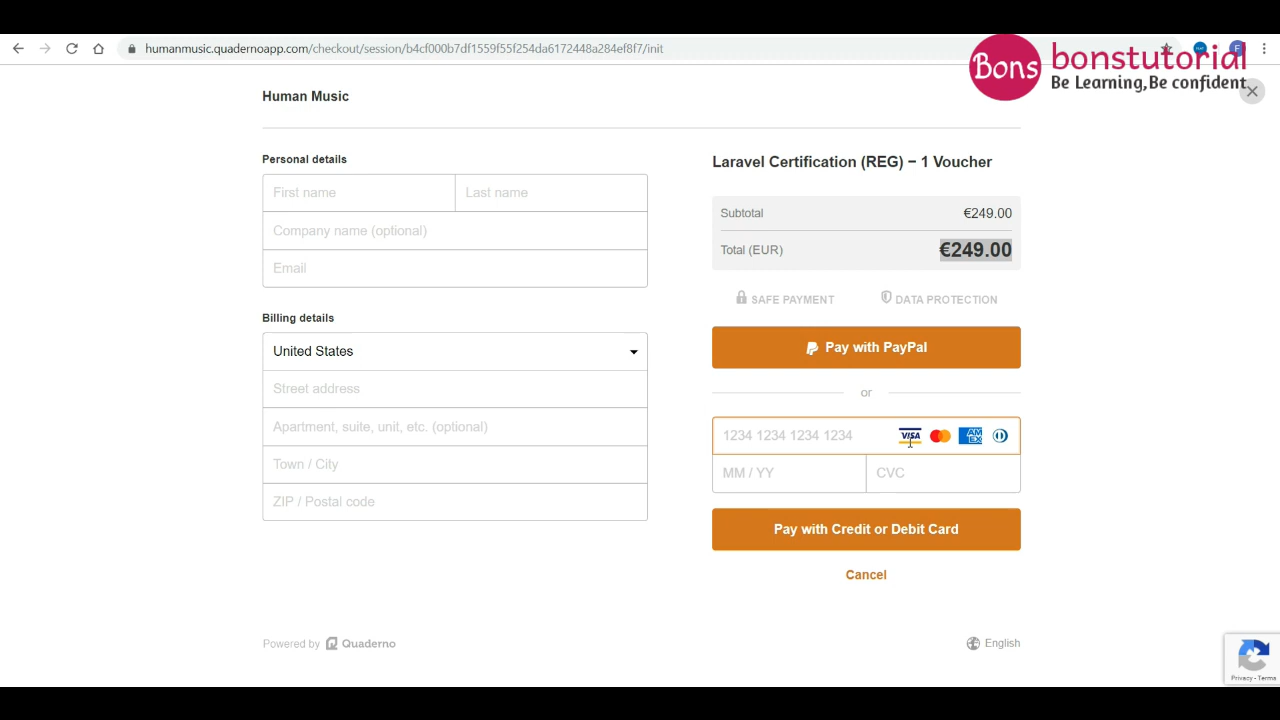 humanmusic.quadernoapp.com/checkout/session/b4cf000b7df1559f55f254da6172448a284ef8f7/init
Bons bonstutorial
Be Learning,Be confident
Human Music
Personal details
First name Last name
Company name (optional)
Email
Billing details
United States
Street address
Apartment, suite, unit, etc. (optional)
Town / City
ZIP / Postal code
Laravel Certification (REG) – 1 Voucher
Subtotal €249.00
Total (EUR) €249.00
SAFE PAYMENT DATA PROTECTION
Pay with PayPal
or
1234 1234 1234 1234 VISA AM EX
MM / YY CVC
Pay with Credit or Debit Card
Cancel
Powered by Quaderno
English
Privacy - Terms